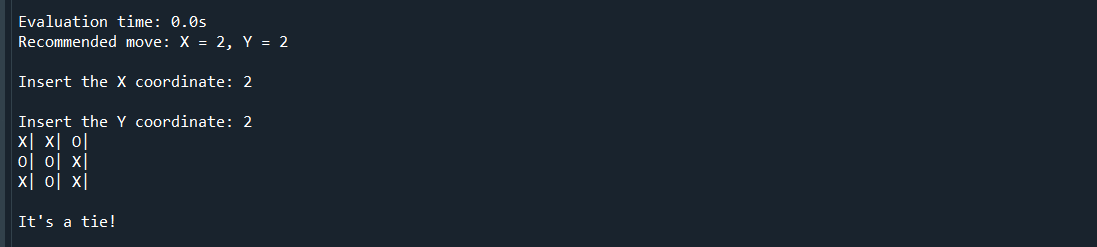 Evaluation time: 0.0s
Recommended move: X = 2, Y = 2
Insert the X coordinate: 2
Insert the Y coordinate: 2
X| X| O|
O| O| X|
X| O| X|
It's a tie!